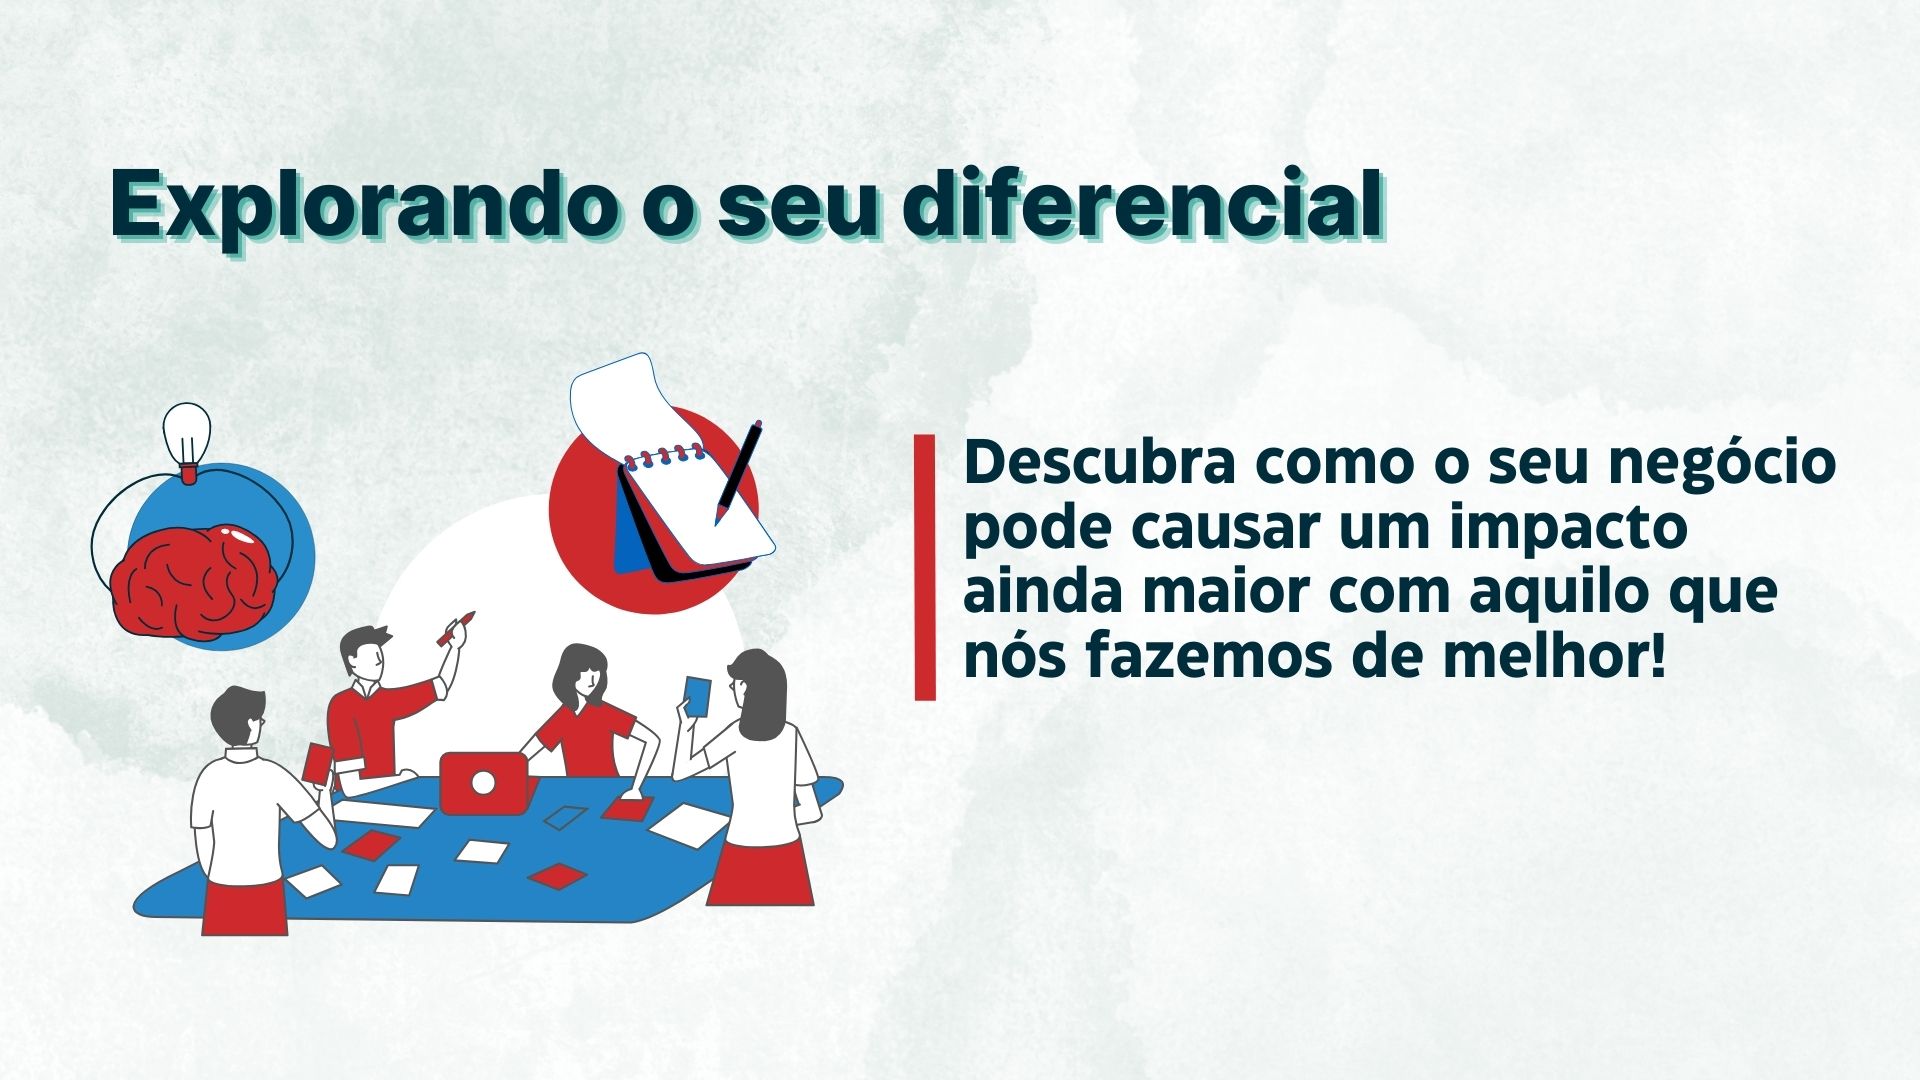 Explorando o seu diferencial
Descubra como o seu negócio
pode causar um impacto
ainda maior com aquilo que
nós fazemos de melhor!